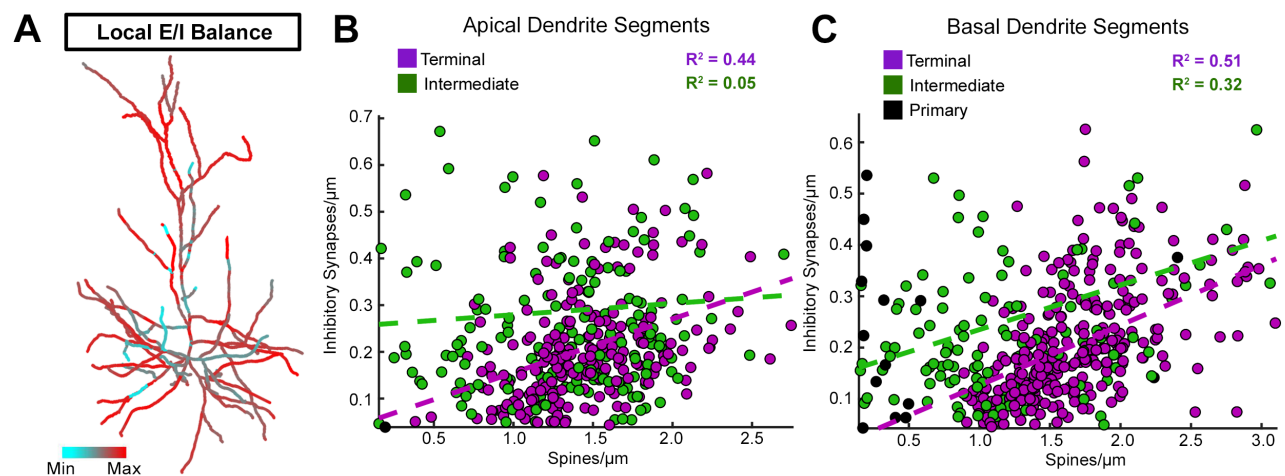 A
Local E/I Balance
Min Max
B
Apical Dendrite Segments
Terminal R² = 0.44
Intermediate R² = 0.05
Inhibitory Synapses/µm
0.7
0.6
0.5
0.4
0.3
0.2
0.1
0.5 1.0 1.5 2.0 2.5
Spines/µm
C
Basal Dendrite Segments
Terminal R² = 0.51
Intermediate R² = 0.32
Primary
Inhibitory Synapses/µm
0.6
0.5
0.4
0.3
0.2
0.1
0.5 1.0 1.5 2.0 2.5 3.0
Spines/µm